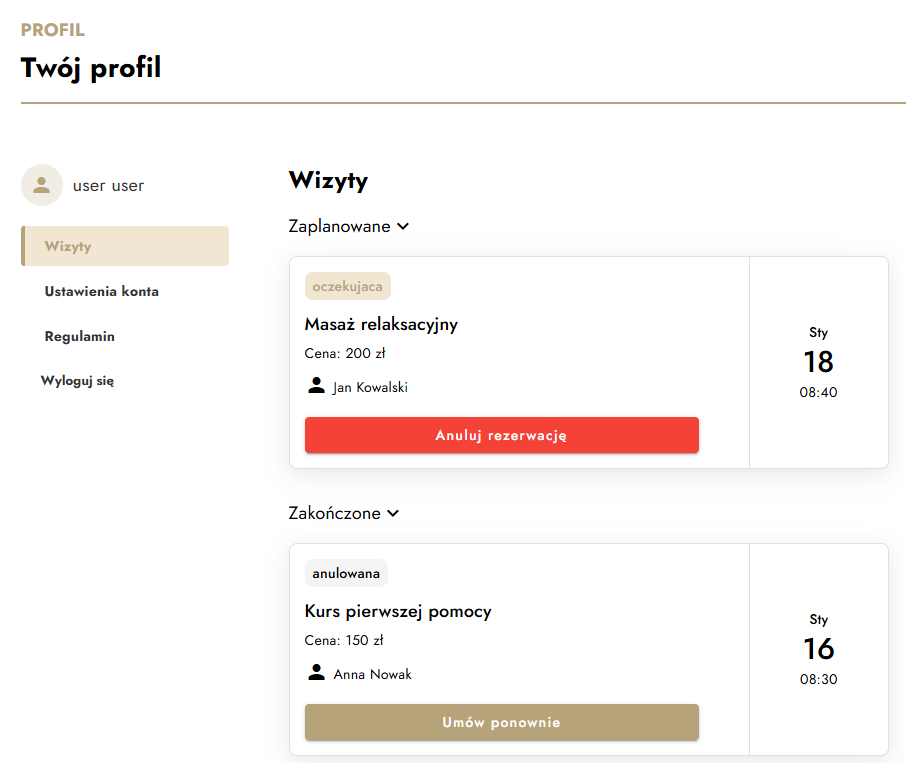 PROFIL
Twój profil
user user
Wizyty
Ustawienia konta
Regulamin
Wyloguj się
Wizyty
Zaplanowane
oczekujaca
Masaż relaksacyjny
Cena: 200 zł
Jan Kowalski
Anuluj rezerwację
Sty
18
08:40
Zakończone
anulowana
Kurs pierwszej pomocy
Cena: 150 zł
Anna Nowak
Umów ponownie
Sty
16
08:30